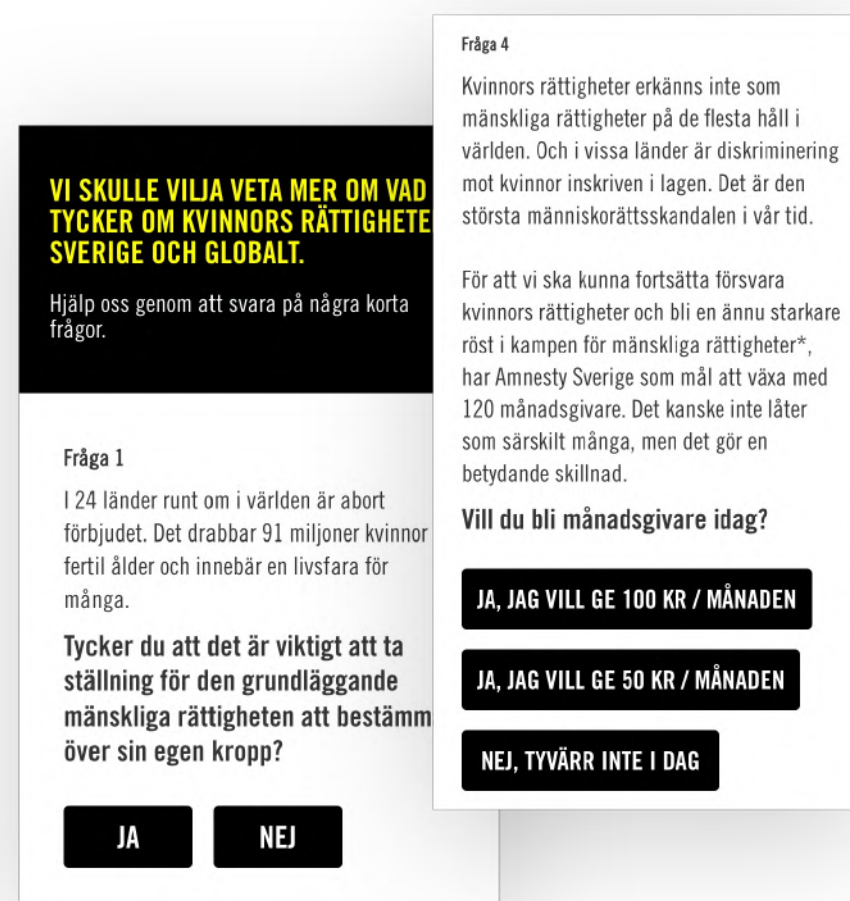 VI SKULLE VILJA VETA MER OM VAD
TYCKER OM KVINNORS RÄTTIGHETE
SVERIGE OCH GLOBALT.
Hjälp oss genom att svara på några korta
frågor.
Fråga 1
I 24 länder runt om i världen är abort
förbjudet. Det drabbar 91 miljoner kvinnor
fertil ålder och innebär en livsfara för
många.
Tycker du att det är viktigt att ta
ställning för den grundläggande
mänskliga rättigheten att bestämm
över sin egen kropp?
JA
NEJ
Fråga 4
Kvinnors rättigheter erkänns inte som
mänskliga rättigheter på de flesta håll i
världen. Och i vissa länder är diskriminering
mot kvinnor inskriven i lagen. Det är den
största människorättsskandalen i vår tid.
För att vi ska kunna fortsätta försvara
kvinnors rättigheter och bli en ännu starkare
röst i kampen för mänskliga rättigheter*,
har Amnesty Sverige som mål att växa med
120 månadsgivare. Det kanske inte låter
som särskilt många, men det gör en
betydande skillnad.
Vill du bli månadsgivare idag?
JA, JAG VILL GE 100 KR / MÅNADEN
JA, JAG VILL GE 50 KR / MÅNADEN
NEJ, TYVÄRR INTE I DAG